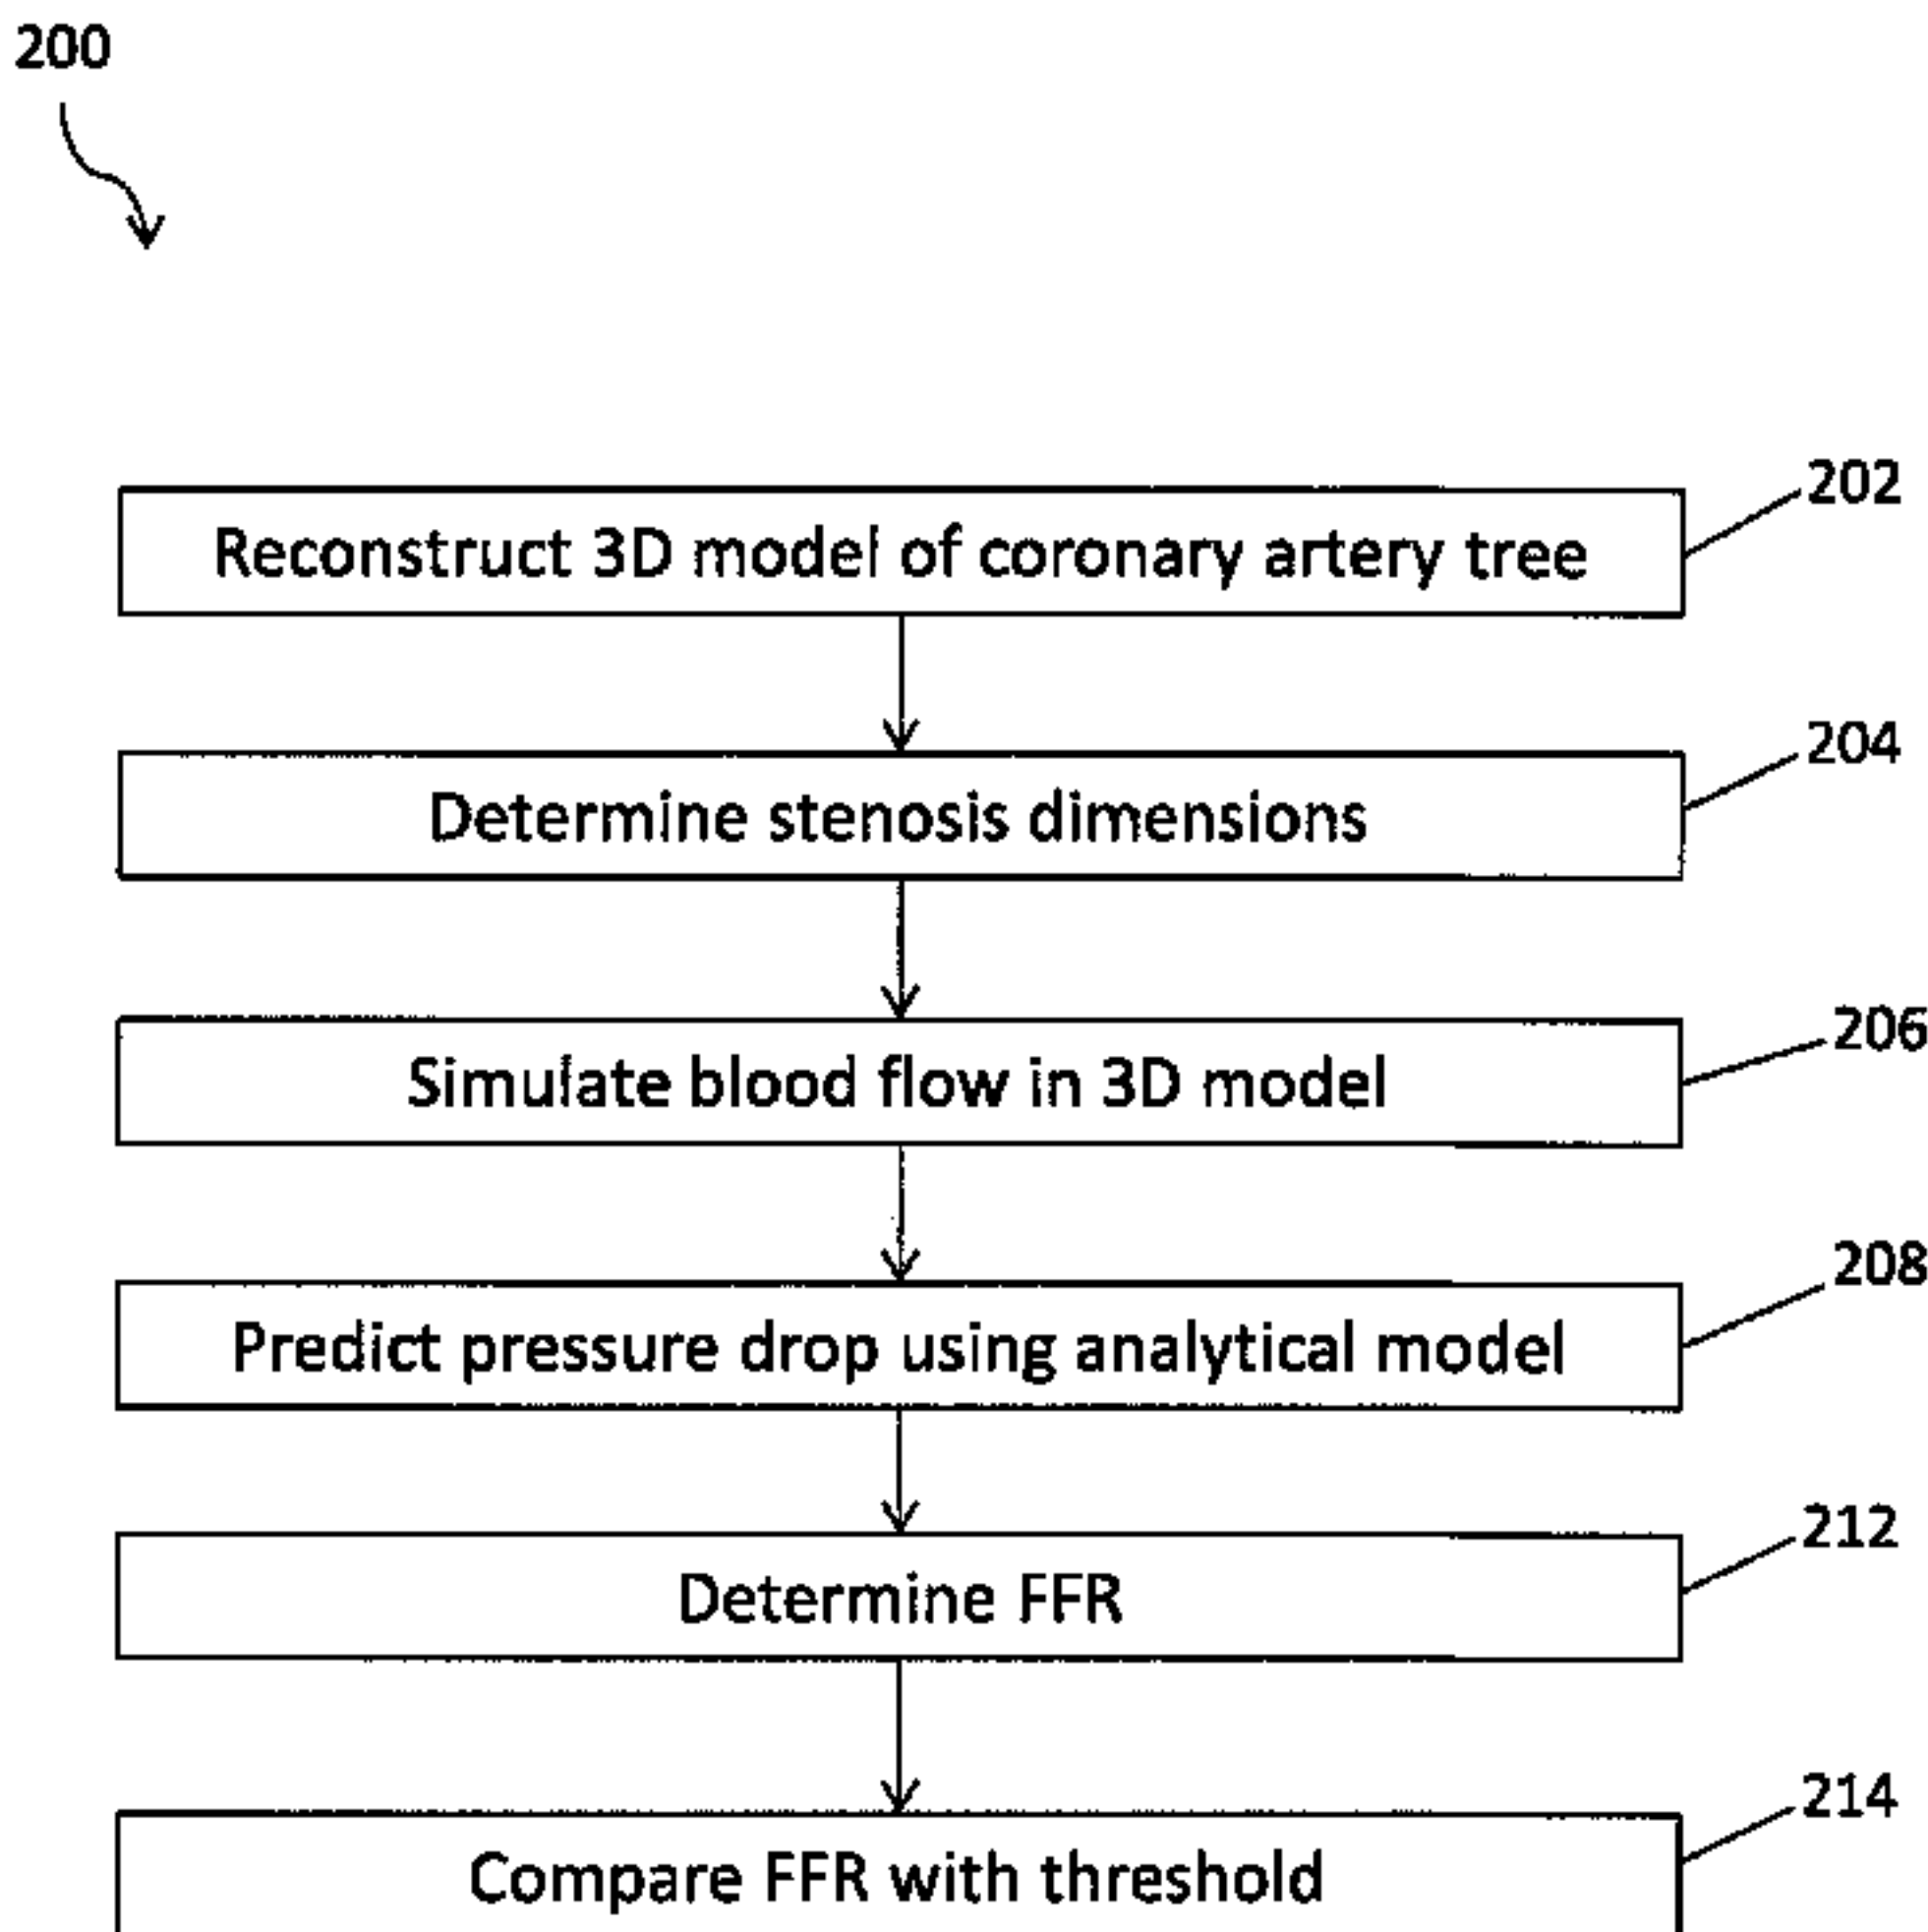 200
Reconstruct 3D model of coronary artery tree
202
Determine stenosis dimensions
204
Simulate blood flow in 3D model
206
Predict pressure drop using analytical model
208
Determine FFR
212
Compare FFR with threshold
214